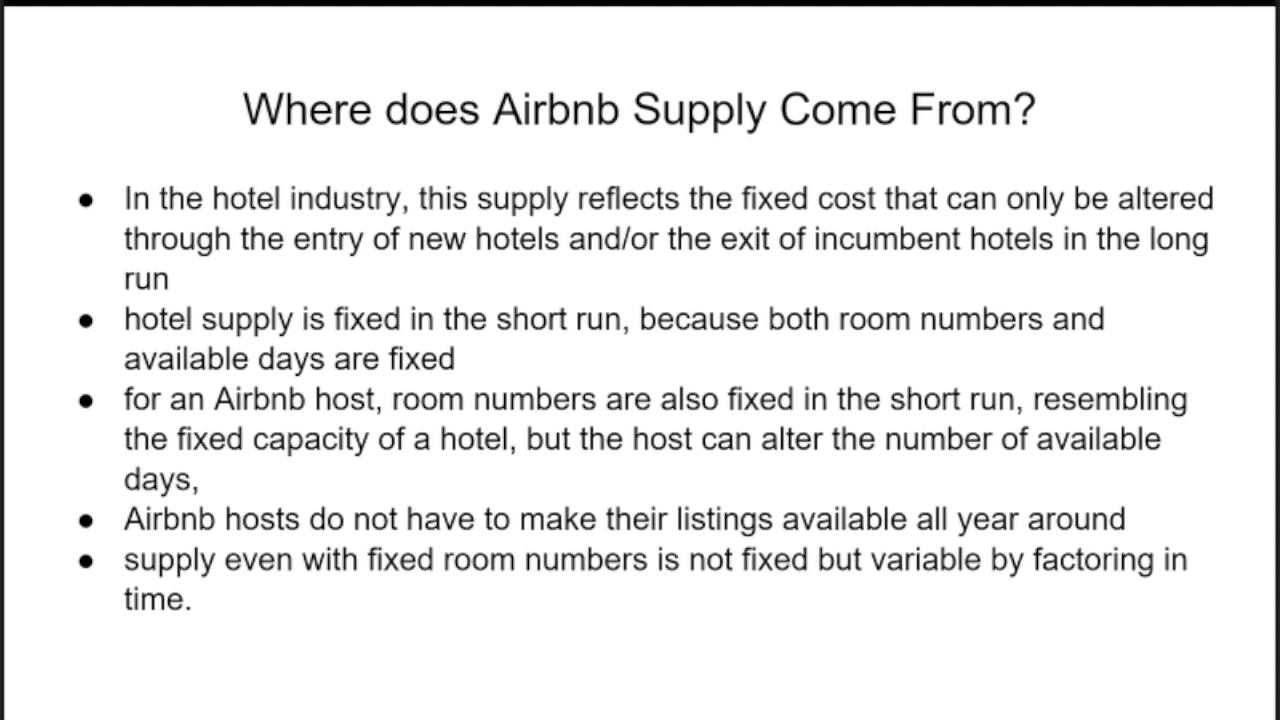 Where does Airbnb Supply Come From?
● In the hotel industry, this supply reflects the fixed cost that can only be altered
through the entry of new hotels and/or the exit of incumbent hotels in the long
run
● hotel supply is fixed in the short run, because both room numbers and
available days are fixed
● for an Airbnb host, room numbers are also fixed in the short run, resembling
the fixed capacity of a hotel, but the host can alter the number of available
days,
● Airbnb hosts do not have to make their listings available all year around
● supply even with fixed room numbers is not fixed but variable by factoring in
time.